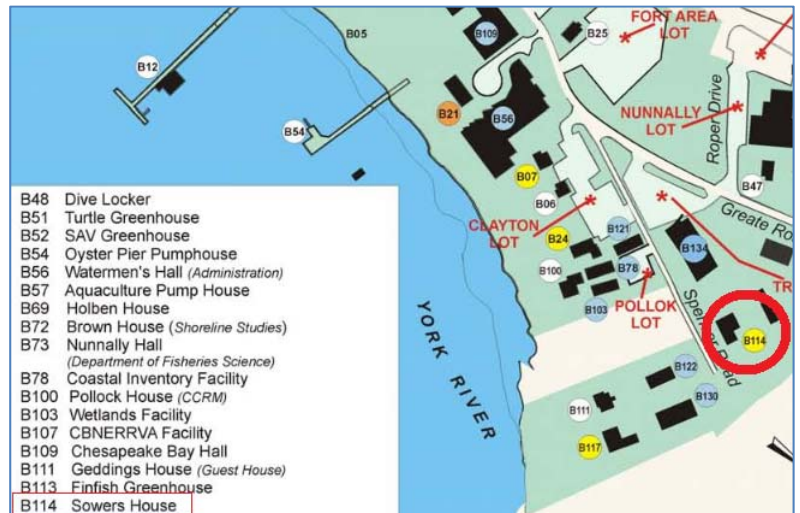 FORT AREA
LOT
B05
B109
B25
B12
Roper Drive
NUNNALLY
LOT
B21
B56
B54
B07
B47
B06
Greate Ro
CLAYTON
LOT
B121
B24
B134
B48 Dive Locker
B51 Turtle Greenhouse
B52 SAV Greenhouse
B54 Oyster Pier Pumphouse
B56 Watermen's Hall (Administration)
B57 Aquaculture Pump House
B69 Holben House
B72 Brown House (Shoreline Studies)
B73 Nunnally Hall
(Department of Fisheries Science)
B78 Coastal Inventory Facility
B100 Pollock House (CCRM)
B103 Wetlands Facility
B107 CBNERRVA Facility
B109 Chesapeake Bay Hall
B111 Geddings House (Guest House)
B113 Finfish Greenhouse
B114 Sowers House
B100
B78
TR
B103
POLLOK
LOT
YORK RIVER
B114
B122
B111
B130
B117